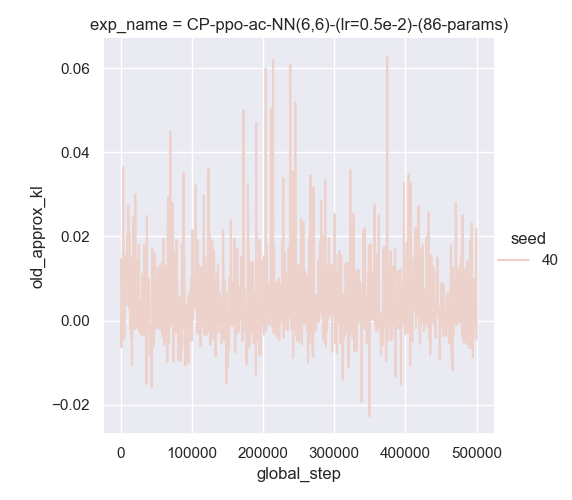 exp_name = CP-ppo-ac-NN(6,6)-(lr=0.5e-2)-(86-params)
0.06
0.04
0.02
0.00
−0.02
old_approx_kl
0 100000 200000 300000 400000 500000
global_step
seed
40